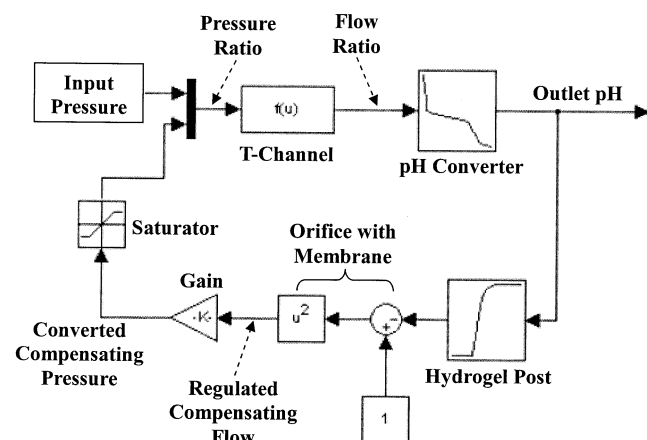 Pressure
Ratio
Flow
Ratio
Input
Pressure
f(u)
T-Channel
pH Converter
Outlet pH
Saturator
Orifice with
Membrane
Gain
-K-
u2
+
-
Hydrogel Post
Converted
Compensating
Pressure
Regulated
Compensating
Flow
1